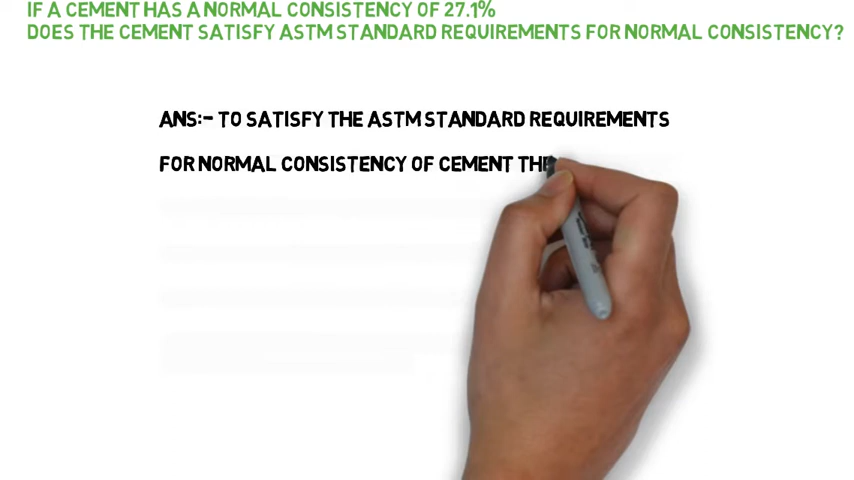 IF A CEMENT HAS A NORMAL CONSISTENCY OF 27.1%
DOES THE CEMENT SATISFY ASTM STANDARD REQUIREMENTS FOR NORMAL CONSISTENCY?
ANS:- TO SATISFY THE ASTM STANDARD REQUIREMENTS
FOR NORMAL CONSISTENCY OF CEMENT THE